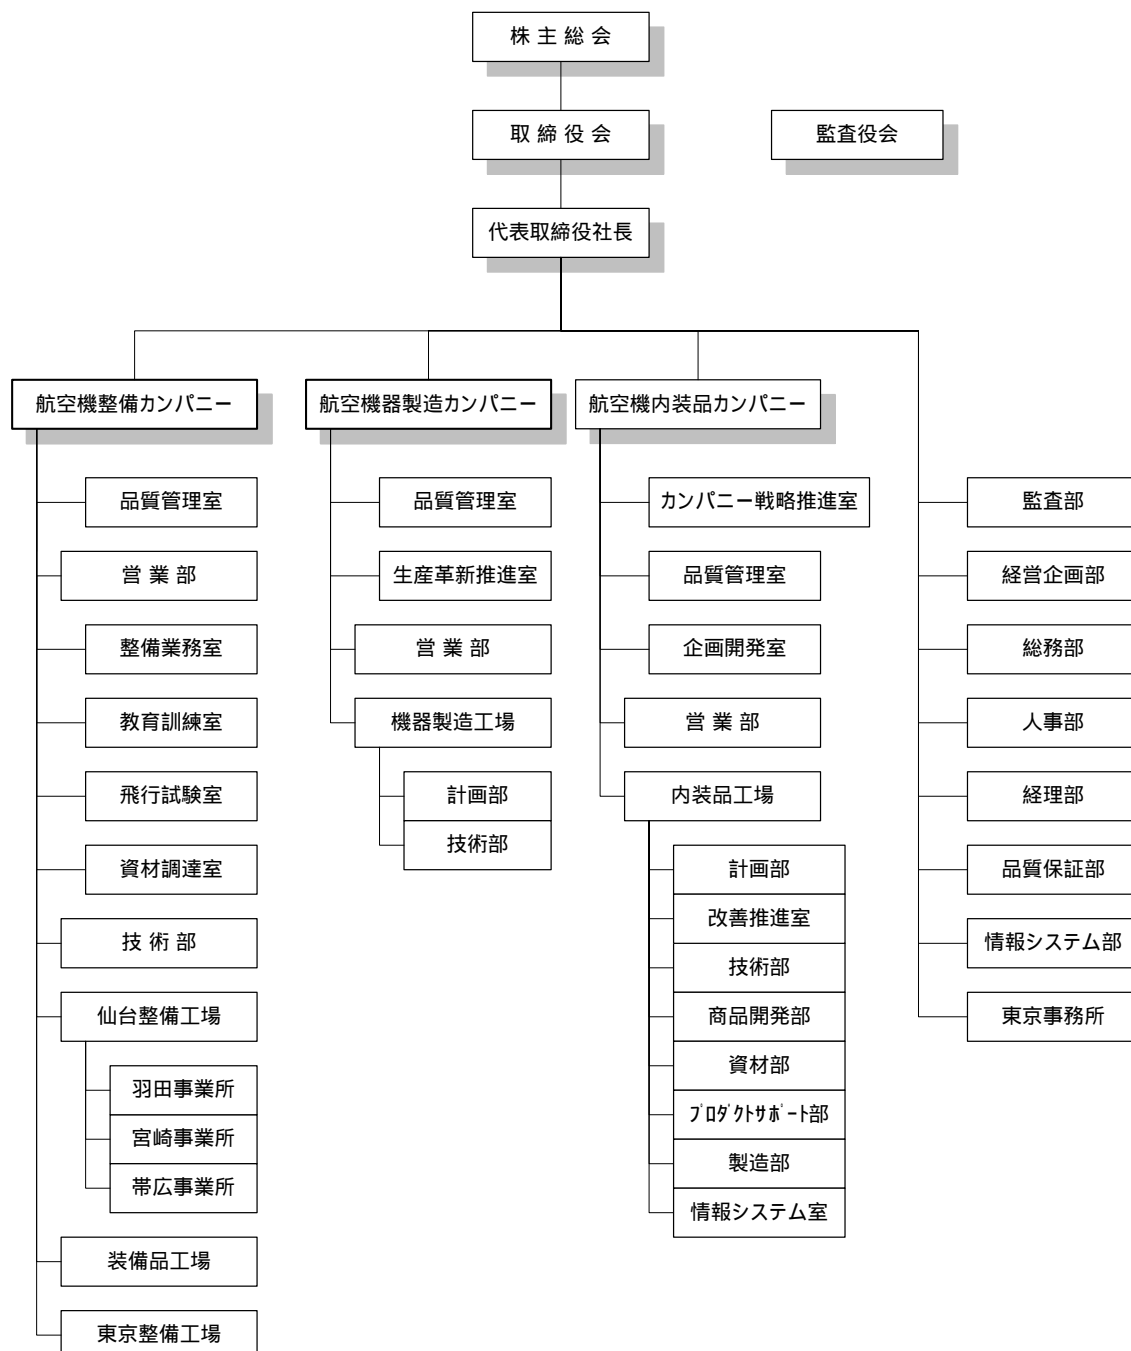 株 主 総 会
取 締 役 会
監査役会
代表取締役社長
航空機整備カンパニー
品質管理室
営 業 部
整備業務室
教育訓練室
飛行試験室
資材調達室
技 術 部
仙台整備工場
羽田事業所
宮崎事業所
帯広事業所
装備品工場
東京整備工場
航空機器製造カンパニー
品質管理室
生産革新推進室
営 業 部
機器製造工場
計画部
技術部
航空機内装品カンパニー
カンパニー戦略推進室
品質管理室
企画開発室
営 業 部
内装品工場
計画部
改善推進室
技術部
商品開発部
資材部
ﾌﾟﾛﾀﾞｸﾄｻﾎﾟｰﾄ部
製造部
情報システム室
監査部
経営企画部
総務部
人事部
経理部
品質保証部
情報システム部
東京事務所